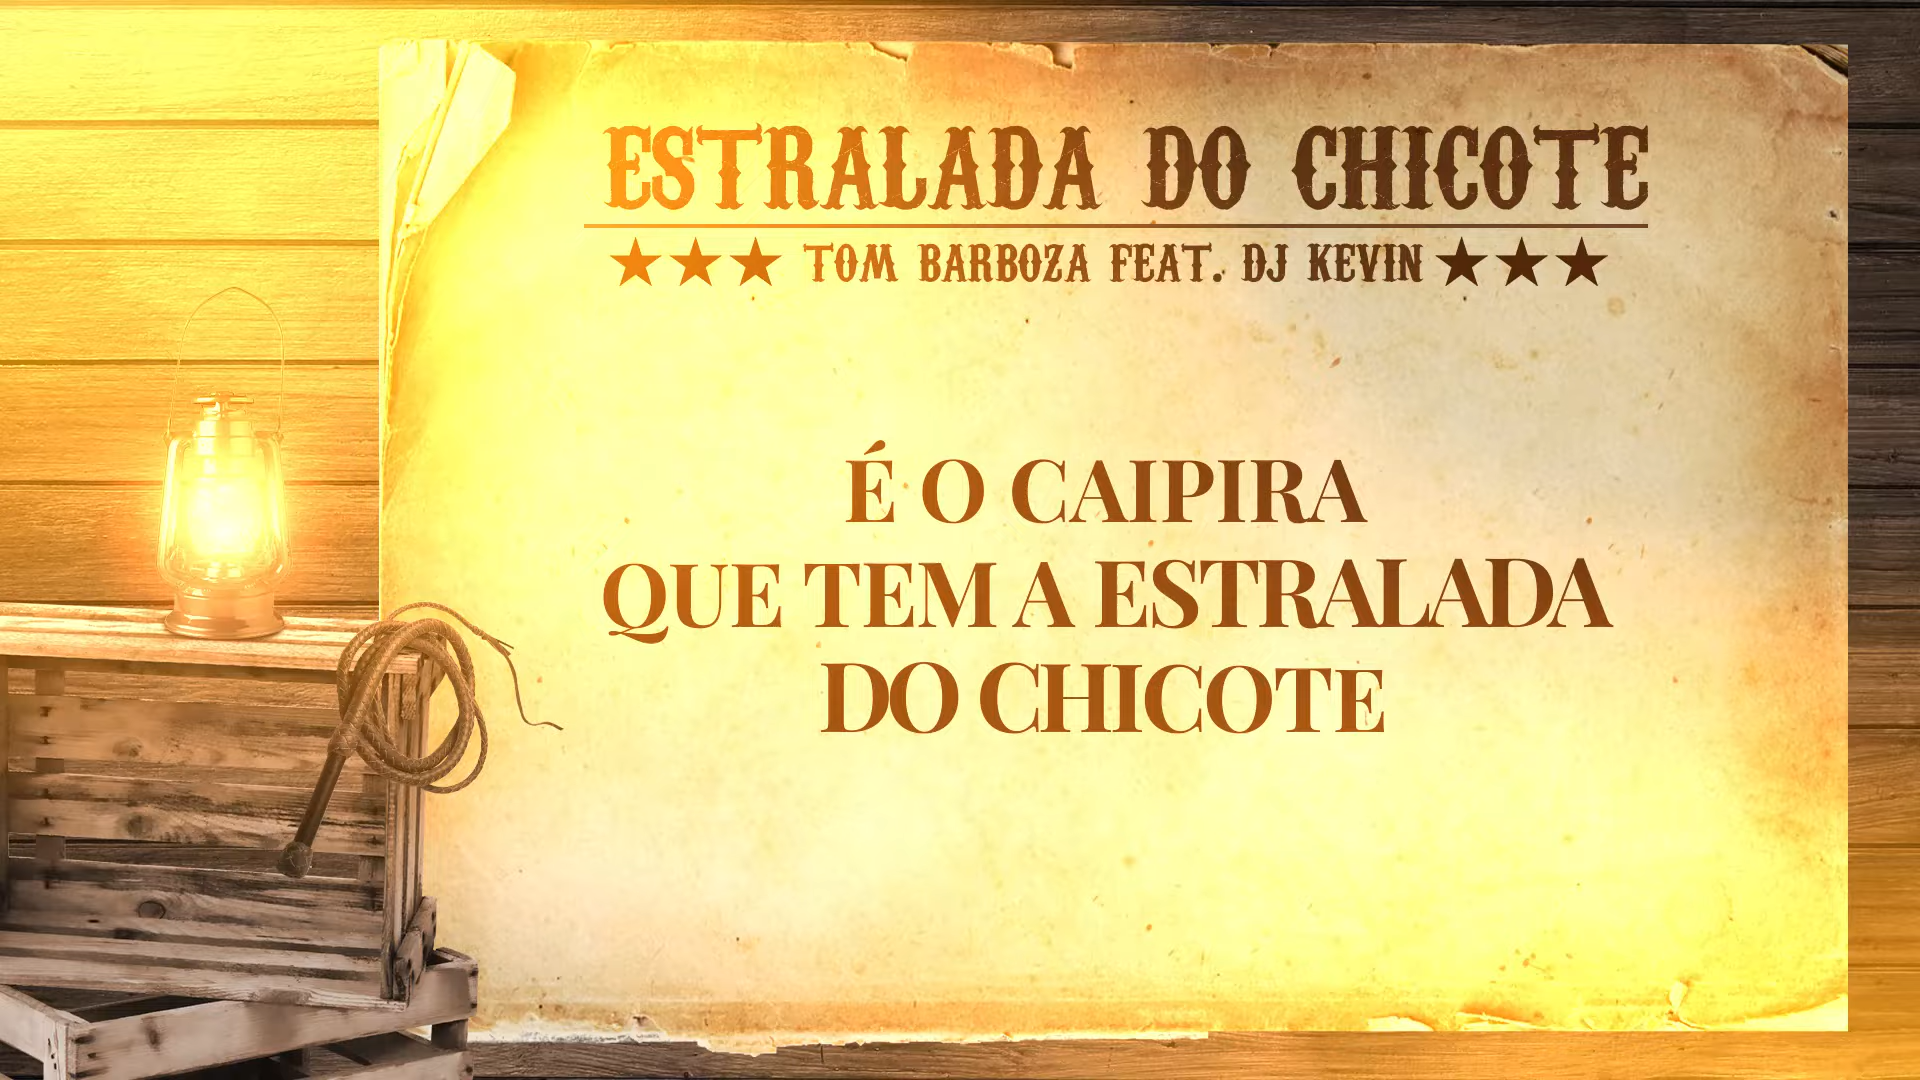 ESTRALADA DO CHICOTE
★★★ TOM BARBOZA FEAT. DJ KEVIN ★★★
É O CAIPIRA
QUE TEM A ESTRALADA
DO CHICOTE